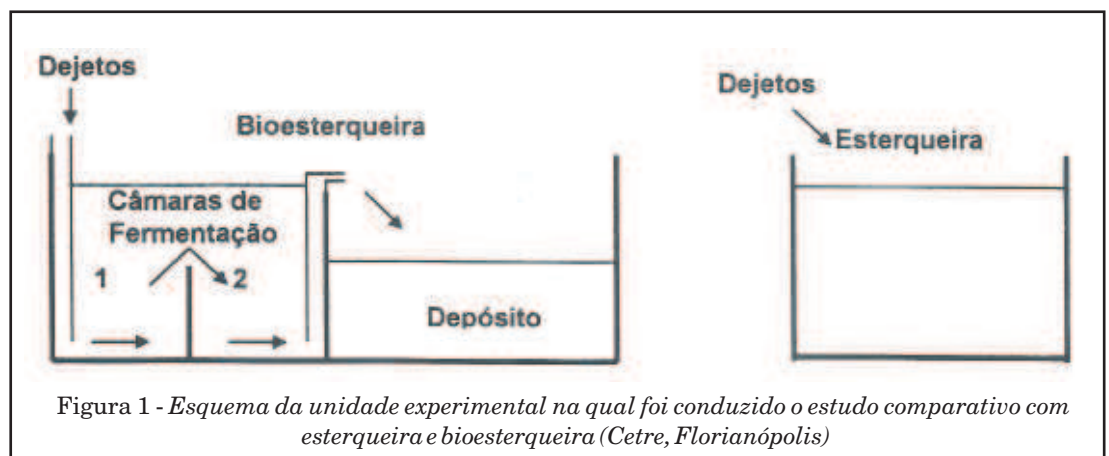 Dejetos
Bioesterqueira
Câmaras de
Fermentação
1
2
Depósito
Dejetos
Esterqueira
Figura 1 - Esquema da unidade experimental na qual foi conduzido o estudo comparativo com
esterqueira e bioesterqueira (Cetre, Florianópolis)